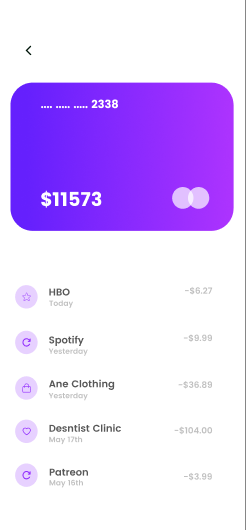 .... ..... ..... 2338
$11573
HBO
-$6.27
Today
Spotify
-$9.99
Yesterday
Ane Clothing
-$36.89
Yesterday
Desntist Clinic
-$104.00
May 17th
Patreon
-$3.99
May 16th